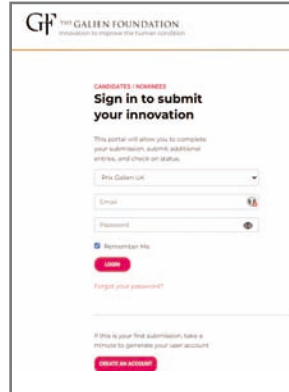 GF THE GALIEN FOUNDATION
Innovation to improve the human condition
CANDIDATES / NOMINEES
Sign in to submit
your innovation
This portal will allow you to complete
your submission, submit additional
entries, and check on status.
Prix Galien UK
Email
Password
Remember Me
LOGIN
Forgot your password?
If this is your first submission, take a
minute to generate your user account
CREATE AN ACCOUNT